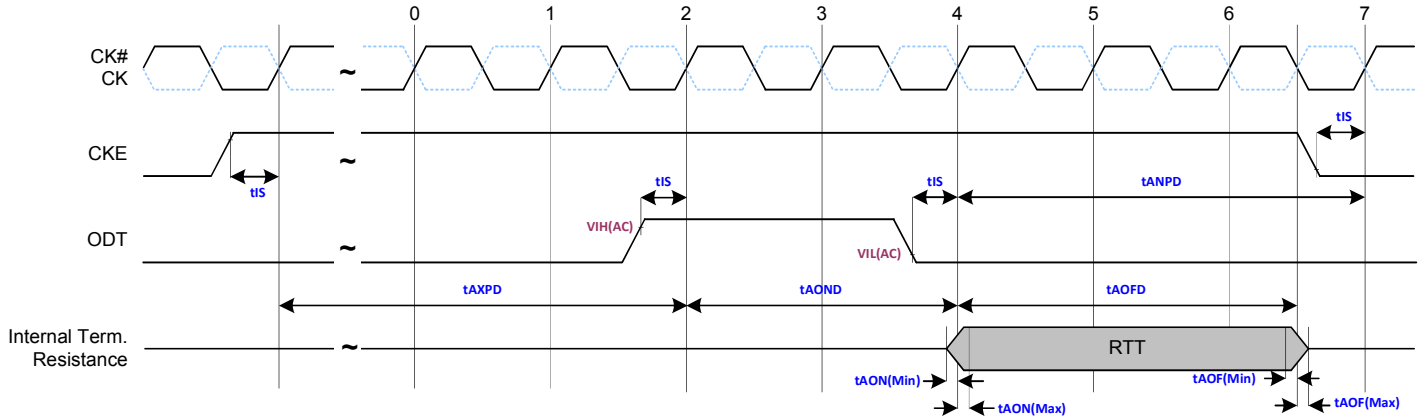 0 1 2 3 4 5 6 7
CK#
CK
~
tIS
CKE
~
tIS
tIS
tIS
tANPD
VIH(AC)
ODT
~
VIL(AC)
tAXPD
tAOND
tAOFD
Internal Term.
Resistance
~
RTT
tAON(Min)
tAOF(Min)
tAON(Max)
tAOF(Max)